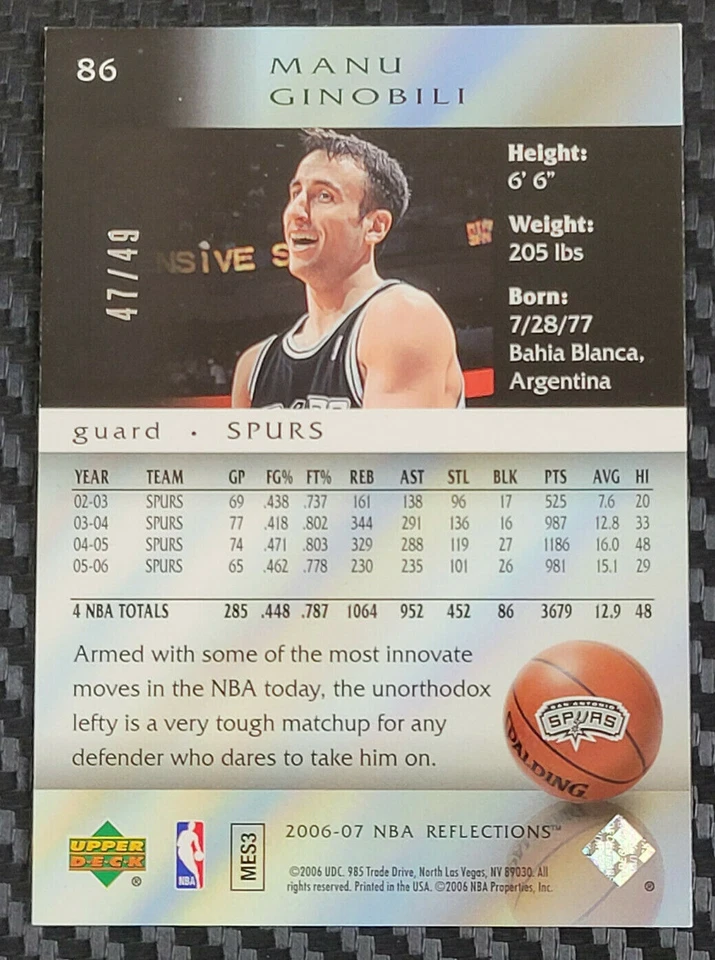 86
MANU
GINOBILI
Height:
6' 6"
Weight:
205 lbs
Born:
7/28/77
Bahia Blanca,
Argentina
47/49
NSiVE S
guard · SPURS
YEAR TEAM GP FG% FT% REB AST STL BLK PTS AVG HI
02-03 SPURS 69 .438 .737 161 138 96 17 525 7.6 20
03-04 SPURS 77 .418 .802 344 291 136 16 987 12.8 33
04-05 SPURS 74 .471 .803 329 288 119 27 1186 16.0 48
05-06 SPURS 65 .462 .778 230 235 101 26 981 15.1 29
4 NBA TOTALS 285 .448 .787 1064 952 452 86 3679 12.9 48
Armed with some of the most innovate
moves in the NBA today, the unorthodox
lefty is a very tough matchup for any
defender who dares to take him on.
SAN ANTONIO
SPURS
SPALDING
UPPER
DECK ®
NBA
MES3
2006-07 NBA REFLECTIONS™
©2006 UDC. 985 Trade Drive, North Las Vegas, NV 89030. All
rights reserved. Printed in the USA. ©2006 NBA Properties, Inc.
®